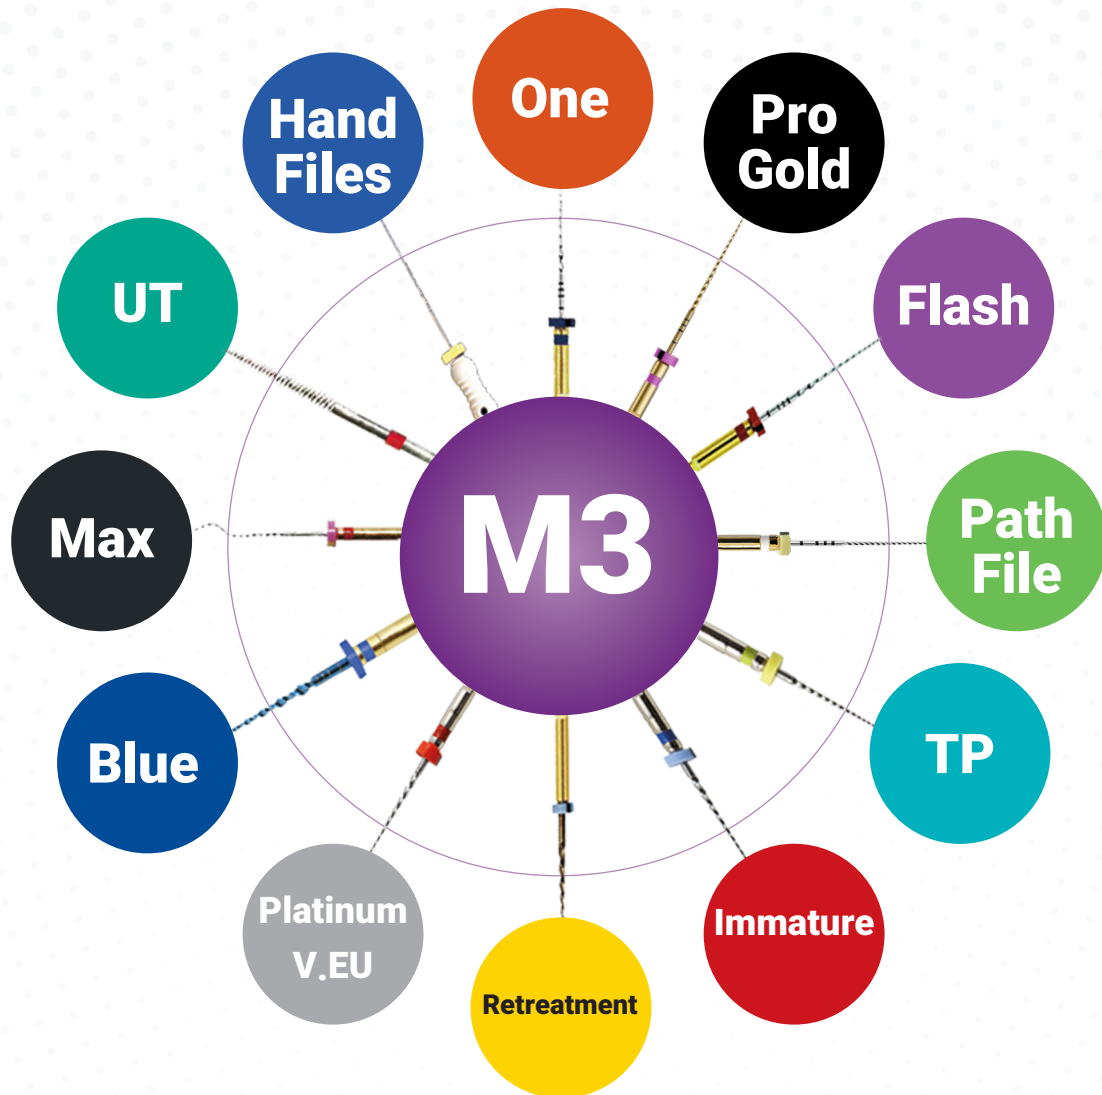 One
Hand
Files
Pro
Gold
UT
Flash
M3
Max
Path
File
Blue
TP
Platinum
V.EU
Immature
Retreatment